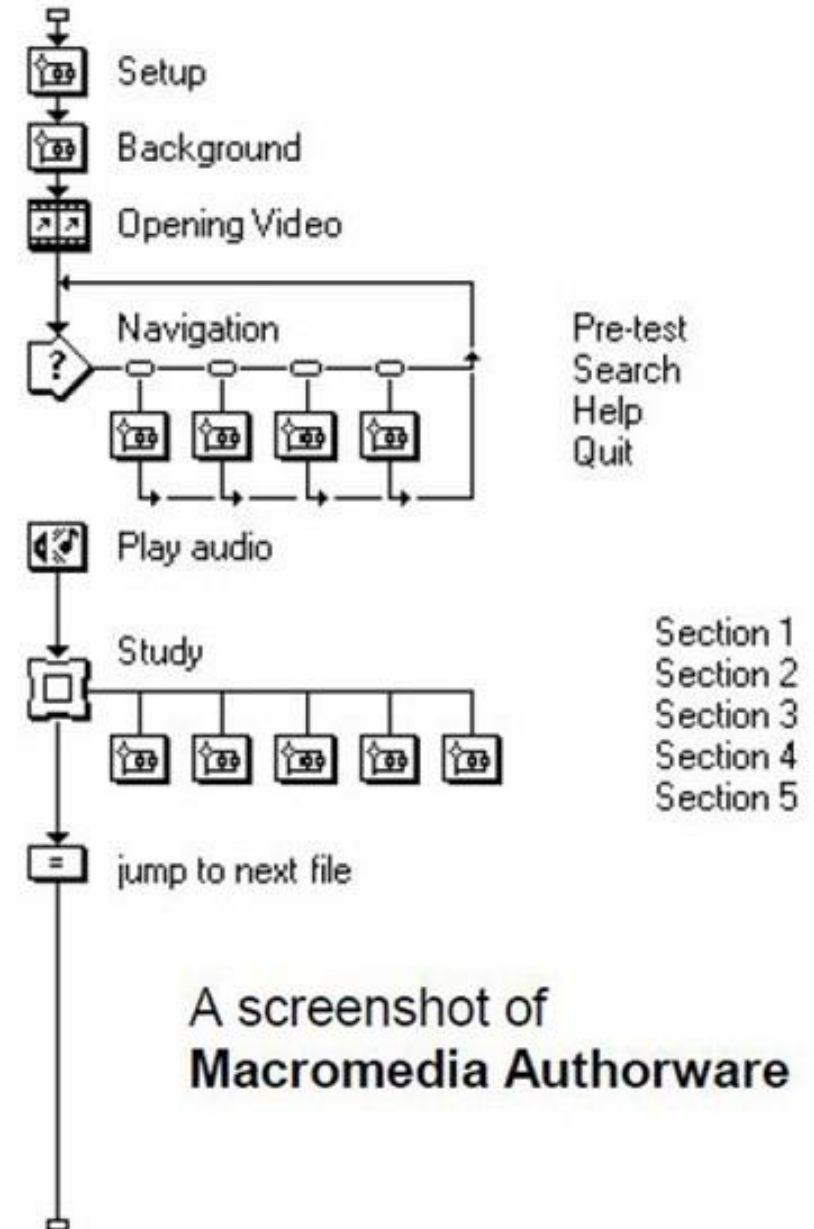 Setup
Background
Opening Video
Navigation
?
Pre-test
Search
Help
Quit
Play audio
Study
Section 1
Section 2
Section 3
Section 4
Section 5
=
jump to next file
A screenshot of
Macromedia Authorware